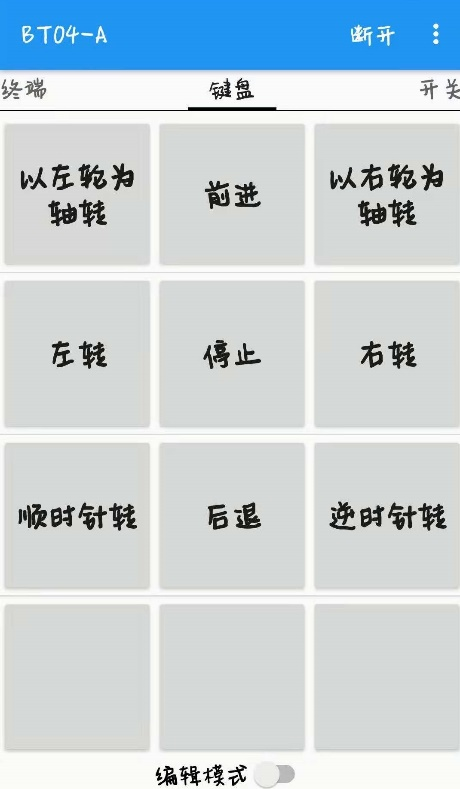 BT04-A 断开
终端 键盘 开关
以左轮为
轴转
前进
以右轮为
轴转
左转 停止 右转
顺时针转 后退 逆时针转
编辑模式